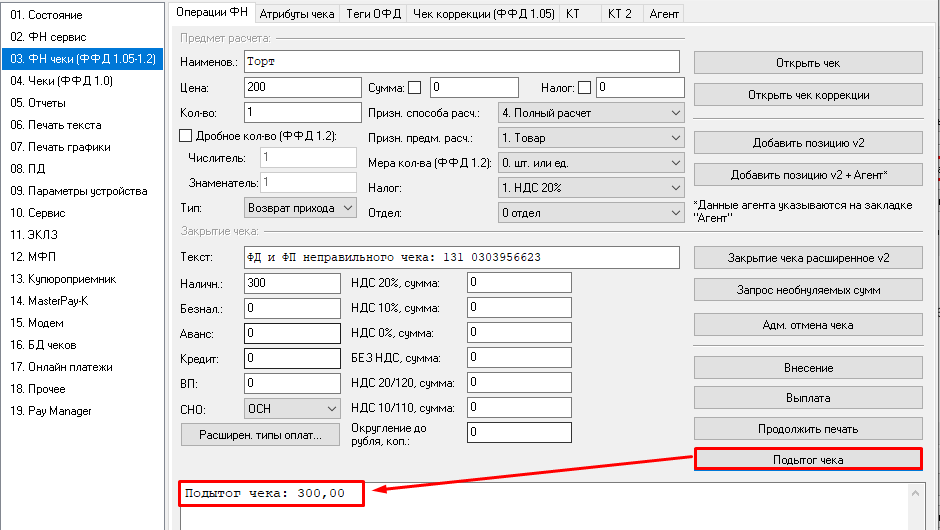 01. Состояние
02. ФН сервис
03. ФН чеки (ФФД 1.05-1.2)
04. Чеки (ФФД 1.0)
05. Отчеты
06. Печать текста
07. Печать графики
08. ПД
09. Параметры устройства
10. Сервис
11. ЭКЛЗ
12. МФП
13. Купюроприемник
14. MasterPay-K
15. Модем
16. БД чеков
17. Онлайн платежи
18. Прочее
19. Pay Manager
Операции ФН Атрибуты чека Теги ОФД Чек коррекции (ФФД 1.05) КТ КТ 2 Агент
Предмет расчета:
Наименов.: Торт
Цена: 200 Сумма: 0 Налог: 0
Кол-во: 1 Призн. способа расч.: 4. Полный расчет
Дробное кол-во (ФФД 1.2): Призн. предм. расч.: 1. Товар
Числитель: 1 Мера кол-ва (ФФД 1.2): 0. шт. или ед.
Знаменатель: 1 Налог: 1. НДС 20%
Тип: Возврат прихода Отдел: 0 отдел
Закрытие чека:
Текст: ФД и ФП неправильного чека: 131 0303956623
Наличн.: 300 НДС 20%, сумма: 0
Безнал.: 0 НДС 10%, сумма: 0
Аванс: 0 НДС 0%, сумма: 0
Кредит: 0 БЕЗ НДС, сумма: 0
ВП: 0 НДС 20/120, сумма: 0
СНО: ОСН НДС 10/110, сумма: 0
Расширен. типы оплат... Округление до
рубля, коп.: 0
Открыть чек
Открыть чек коррекции
Добавить позицию v2
Добавить позицию v2 + Агент*
*Данные агента указываются на закладке
"Агент"
Закрытие чека расширенное v2
Запрос необнуляемых сумм
Адм. отмена чека
Внесение
Выплата
Продолжить печать
Подытог чека
Подытог чека: 300,00